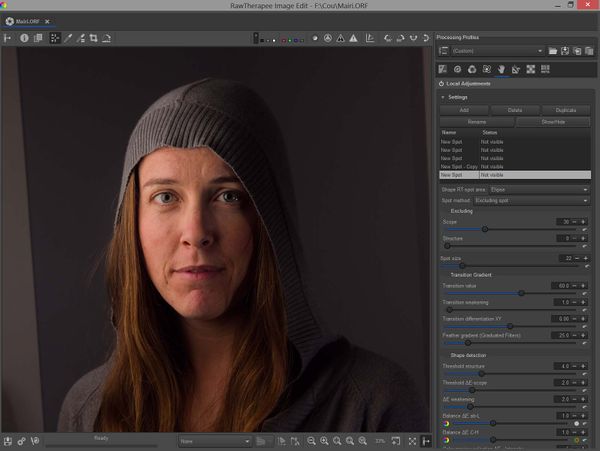 RawTherapee Image Edit - F:\Cou\Mairi.ORF
Mairi.ORF
Processing Profiles
(Custom)
Local Adjustments
Settings
Add Delete Duplicate
Rename Show/Hide
Name Status
New Spot Not visible
New Spot Not visible
New Spot Not visible
New Spot - Copy Not visible
New Spot Not visible
Shape RT-spot area: Elipse
Spot method: Excluding spot
Excluding
Scope 30
Structure 0
Spot size 22
Transition Gradient
Transition value 60.0
Transition weakening 1.0
Transition differentiation XY 0.00
Feather gradient (Graduated Filters) 25.0
Shape detection
Threshold structure 4.0
Threshold ΔE-scope 2.0
ΔE weakening 2.0
Balance ΔE ab-L 1.0
Balance ΔE C-H 1.0
Ready
None
33%